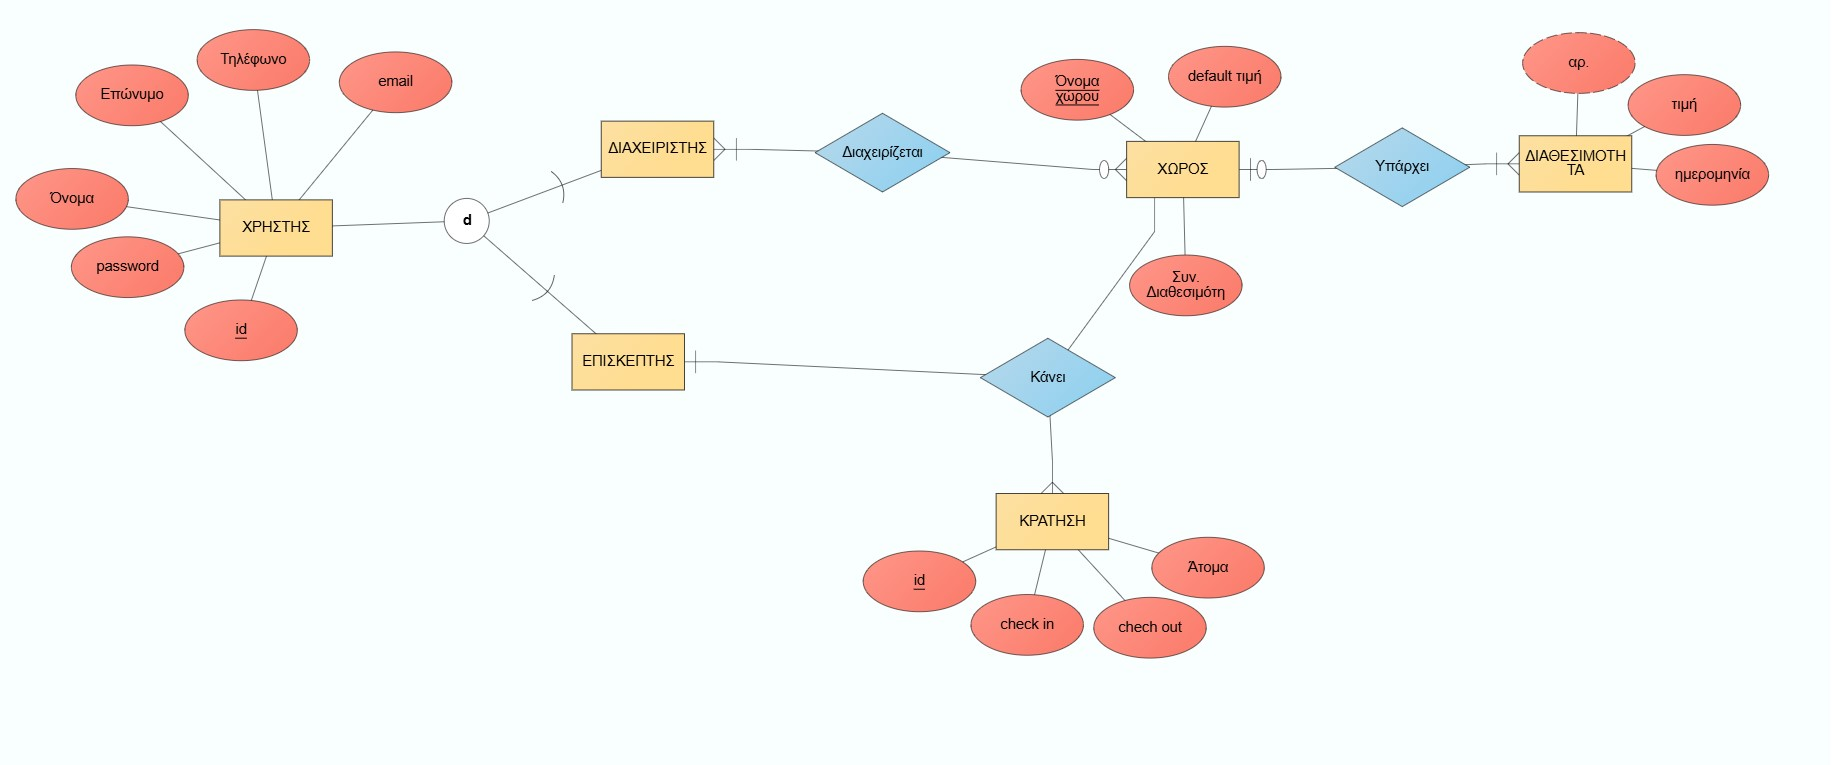 Τηλέφωνο
email
Επώνυμο
Όνομα
password
id
ΧΡΗΣΤΗΣ
d
ΔΙΑΧΕΙΡΙΣΤΗΣ
ΕΠΙΣΚΕΠΤΗΣ
Διαχειρίζεται
Όνομα
χώρου
default τιμή
ΧΩΡΟΣ
Συν.
Διαθεσιμότη
Υπάρχει
αρ.
τιμή
ημερομηνία
ΔΙΑΘΕΣΙΜΟΤΗ
ΤΑ
Κάνει
ΚΡΑΤΗΣΗ
id
check in
chech out
Άτομα